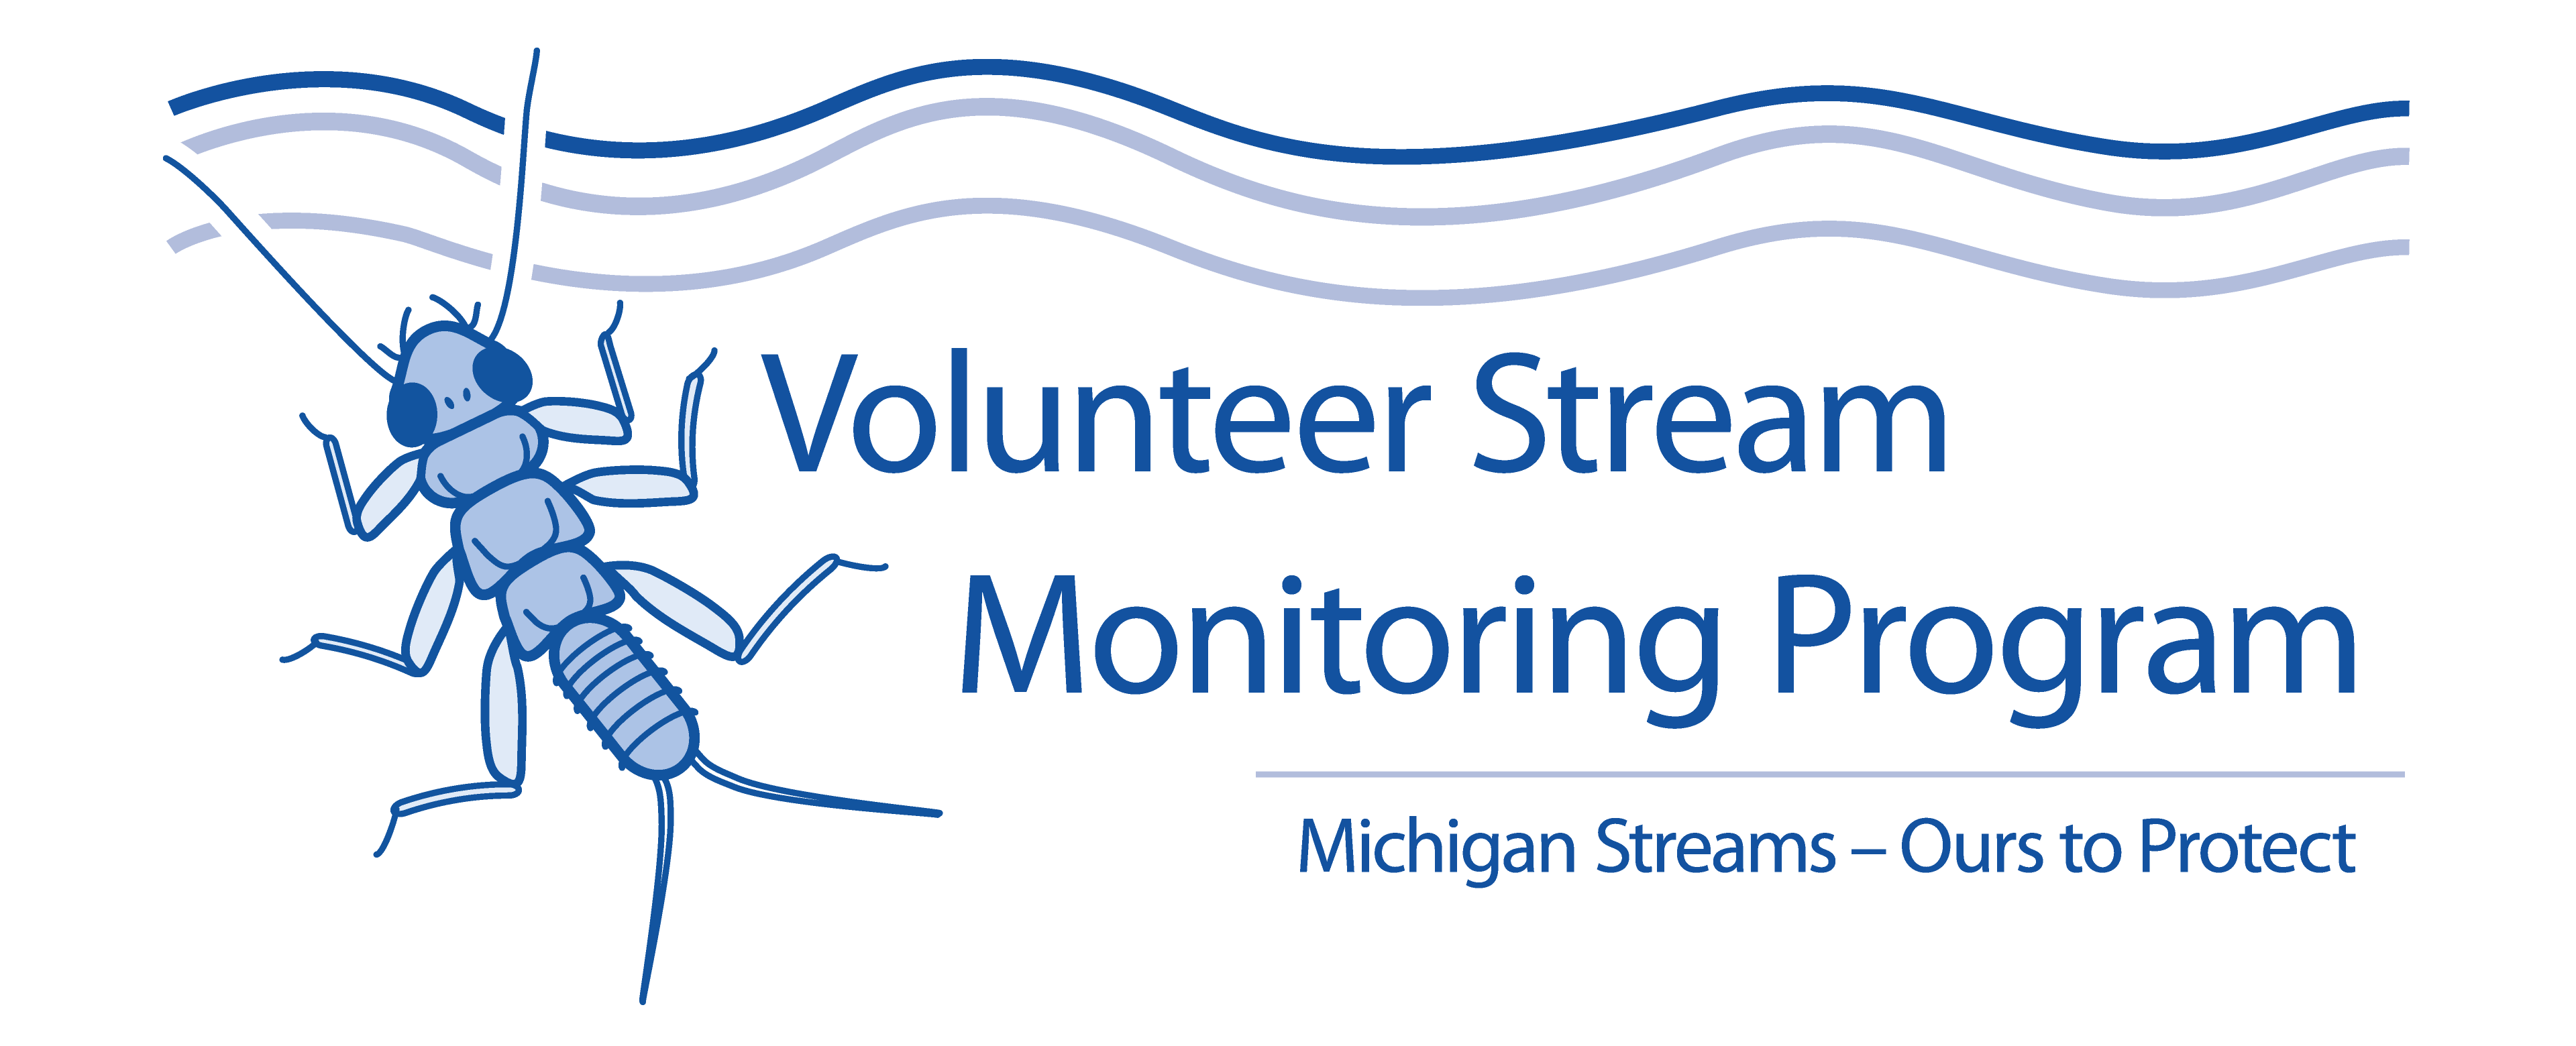 Volunteer Stream
Monitoring Program
Michigan Streams – Ours to Protect